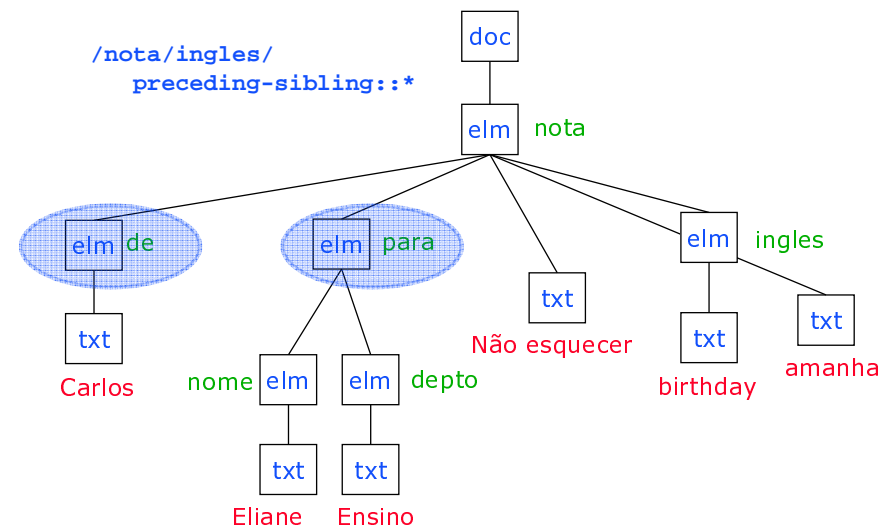 doc
/nota/ingles/
preceding-sibling::*
elm nota
elm de
elm para
elm ingles
txt
txt
txt
txt
Carlos
Não esquecer
birthday
amanha
nome elm
elm depto
txt
txt
Eliane
Ensino